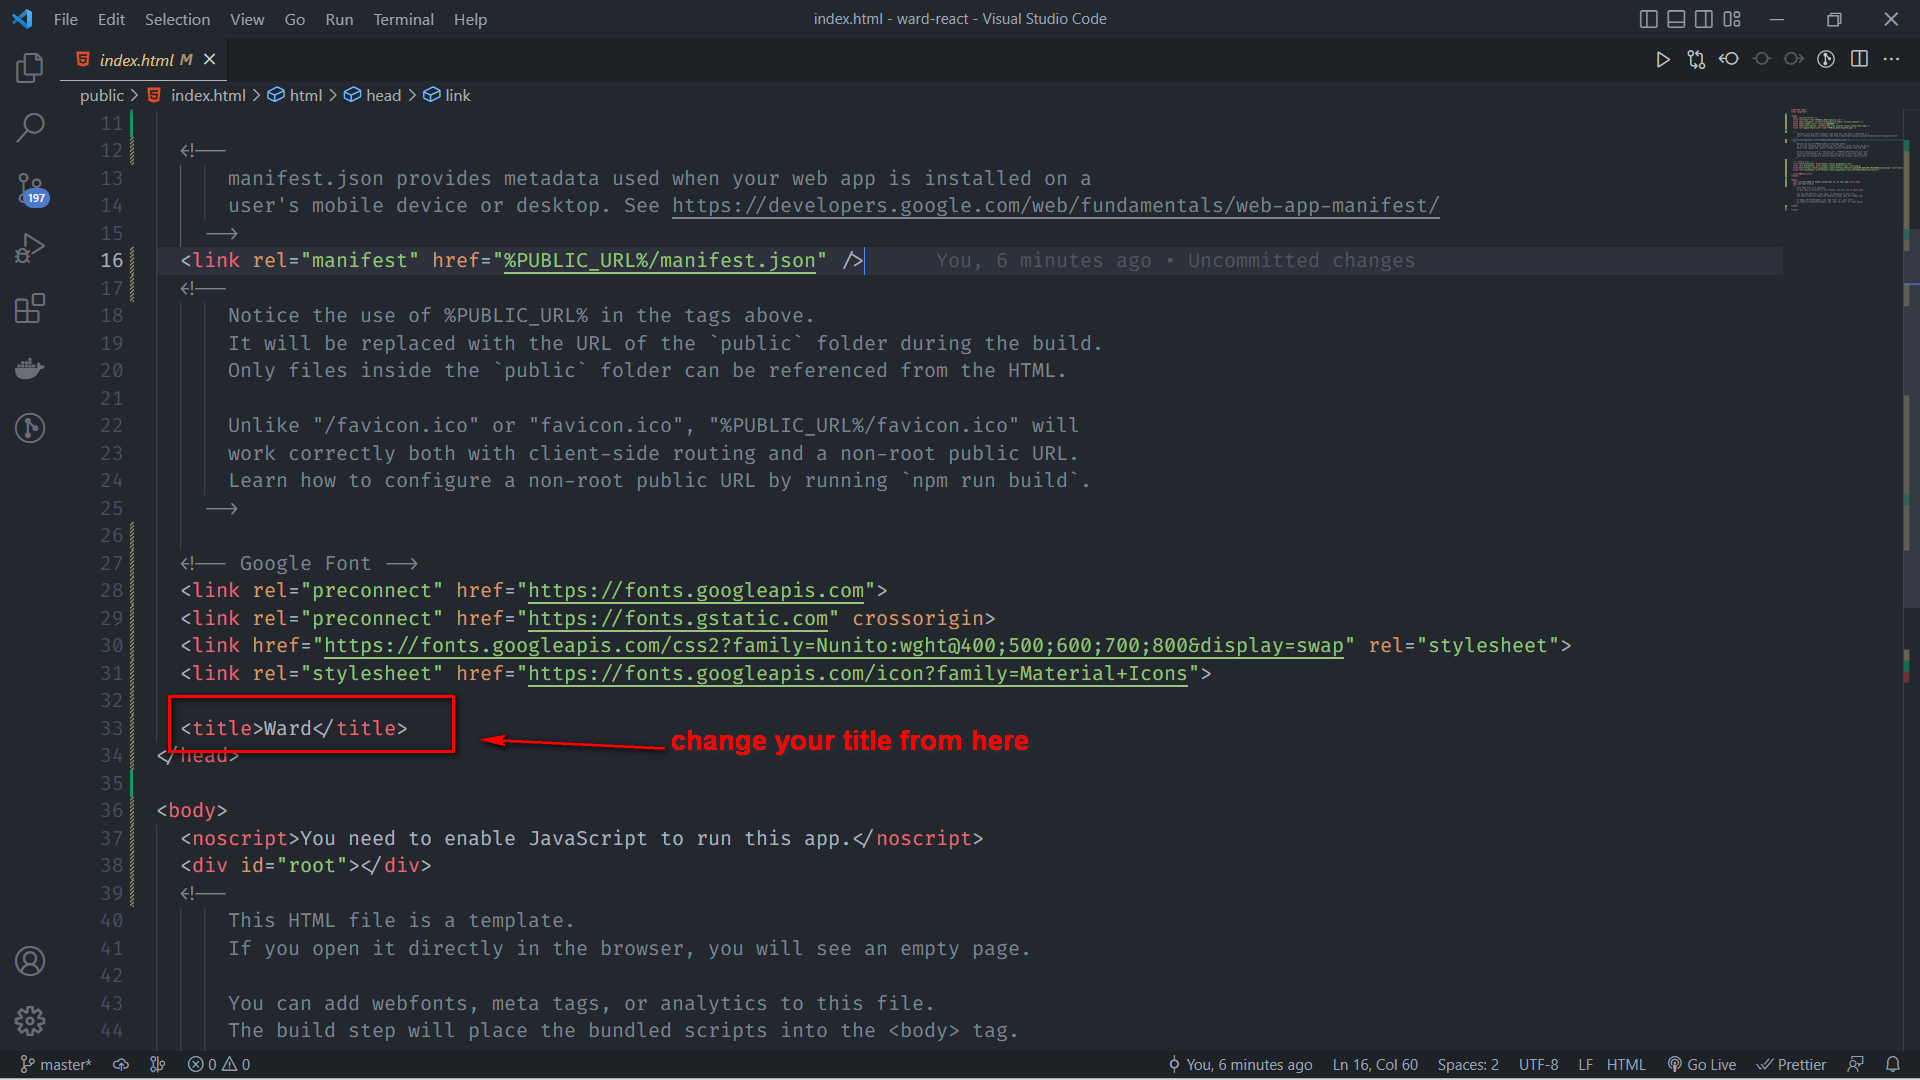 File Edit Selection View Go Run Terminal Help
index.html - ward-react - Visual Studio Code
index.html M
public > index.html > html > head > link
11
12 <!--
13 manifest.json provides metadata used when your web app is installed on a
14 user's mobile device or desktop. See https://developers.google.com/web/fundamentals/web-app-manifest/
15 -->
16 <link rel="manifest" href="%PUBLIC_URL%/manifest.json" /> You, 6 minutes ago • Uncommitted changes
17 <!--
18 Notice the use of %PUBLIC_URL% in the tags above.
19 It will be replaced with the URL of the `public` folder during the build.
20 Only files inside the `public` folder can be referenced from the HTML.
21
22 Unlike "/favicon.ico" or "favicon.ico", "%PUBLIC_URL%/favicon.ico" will
23 work correctly both with client-side routing and a non-root public URL.
24 Learn how to configure a non-root public URL by running `npm run build`.
25 -->
26
27 <!-- Google Font -->
28 <link rel="preconnect" href="https://fonts.googleapis.com">
29 <link rel="preconnect" href="https://fonts.gstatic.com" crossorigin>
30 <link href="https://fonts.googleapis.com/css2?family=Nunito:wght@400;500;600;700;800&display=swap" rel="stylesheet">
31 <link rel="stylesheet" href="https://fonts.googleapis.com/icon?family=Material+Icons">
32
33 <title>Ward</title>
change your title from here
34 </head>
35
36 <body>
37 <noscript>You need to enable JavaScript to run this app.</noscript>
38 <div id="root"></div>
39 <!--
40 This HTML file is a template.
41 If you open it directly in the browser, you will see an empty page.
42
43 You can add webfonts, meta tags, or analytics to this file.
44 The build step will place the bundled scripts into the <body> tag.
197
master* 0 0 You, 6 minutes ago Ln 16, Col 60 Spaces: 2 UTF-8 LF HTML Go Live Prettier